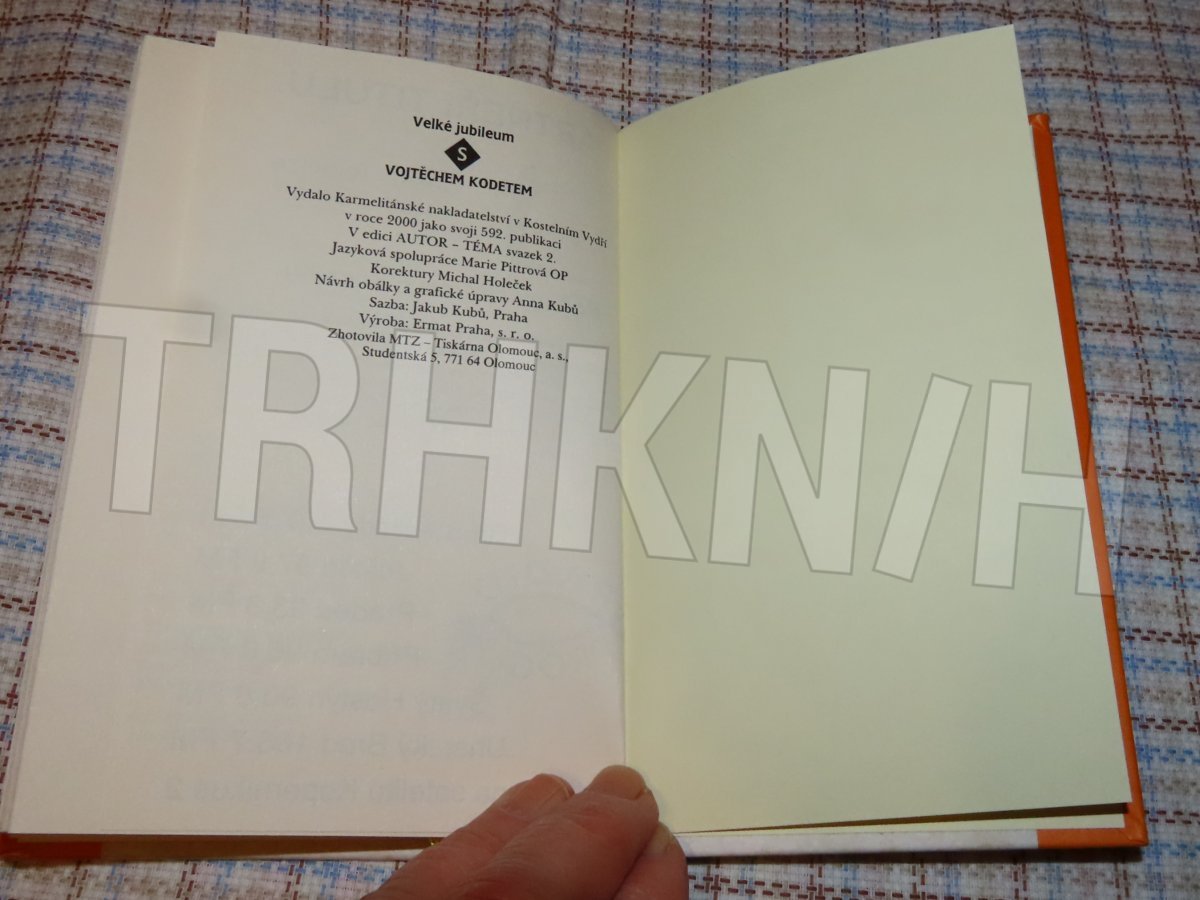 Velké jubileum
S
VOJTĚCHEM KODETEM
Vydalo Karmelitánské nakladatelství v Kostelním Vydří
v roce 2000 jako svoji 592. publikaci
V edici AUTOR – TÉMA svazek 2.
Jazyková spolupráce Marie Pittrová OP
Korektury Michal Holeček
Návrh obálky a grafické úpravy Anna Kubů
Sazba: Jakub Kubů, Praha
Výroba: Ermat Praha, s. r. o.
Zhotovila MTZ – Tiskárna Olomouc, a. s.,
Studentská 5, 771 64 Olomouc
TRHKN/H